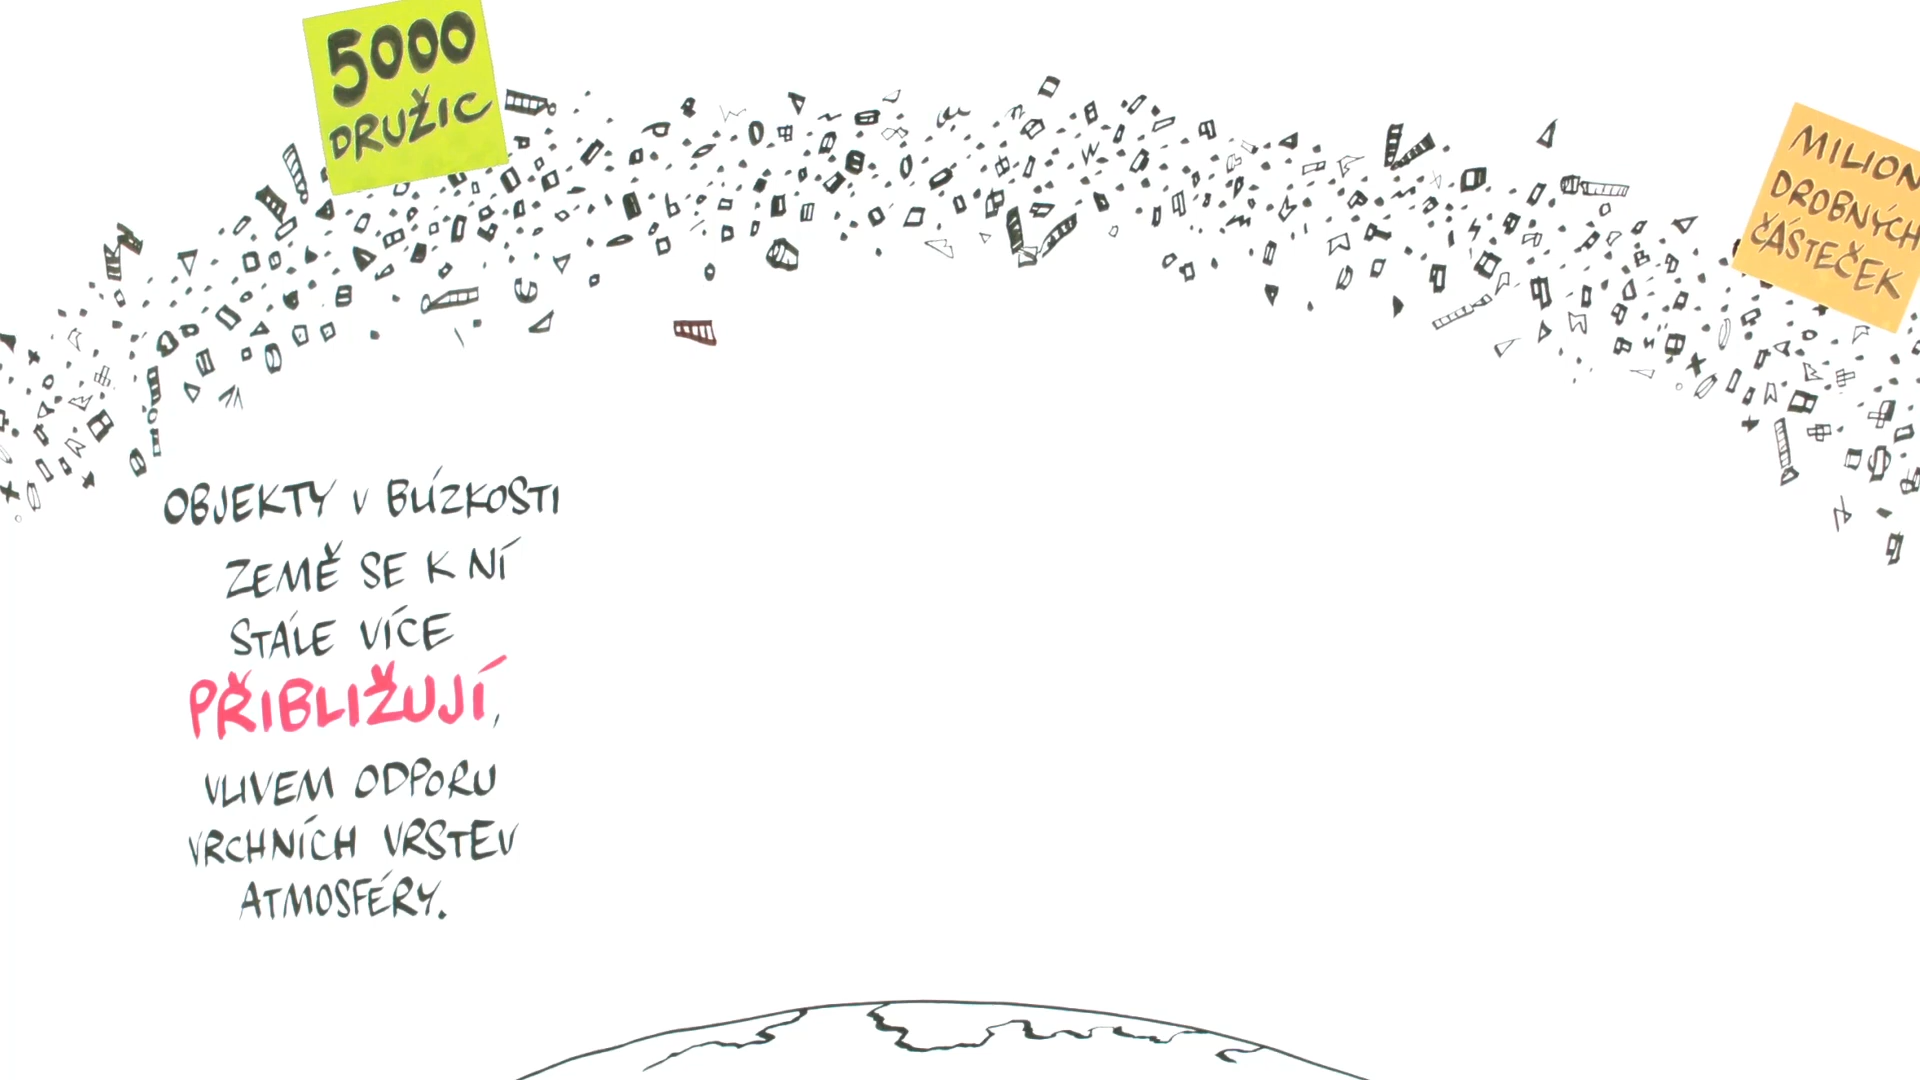 5000
DRUŽIC
MILION
DROBNÝCH
ČÁSTEČEK
OBJEKTY V BLÍZKOSTI
ZEMĚ SE K NÍ
STÁLE VÍCE
PŘIBLIŽUJÍ,
VLIVEM ODPORU
VRCHNÍCH VRSTEV
ATMOSFÉRY.